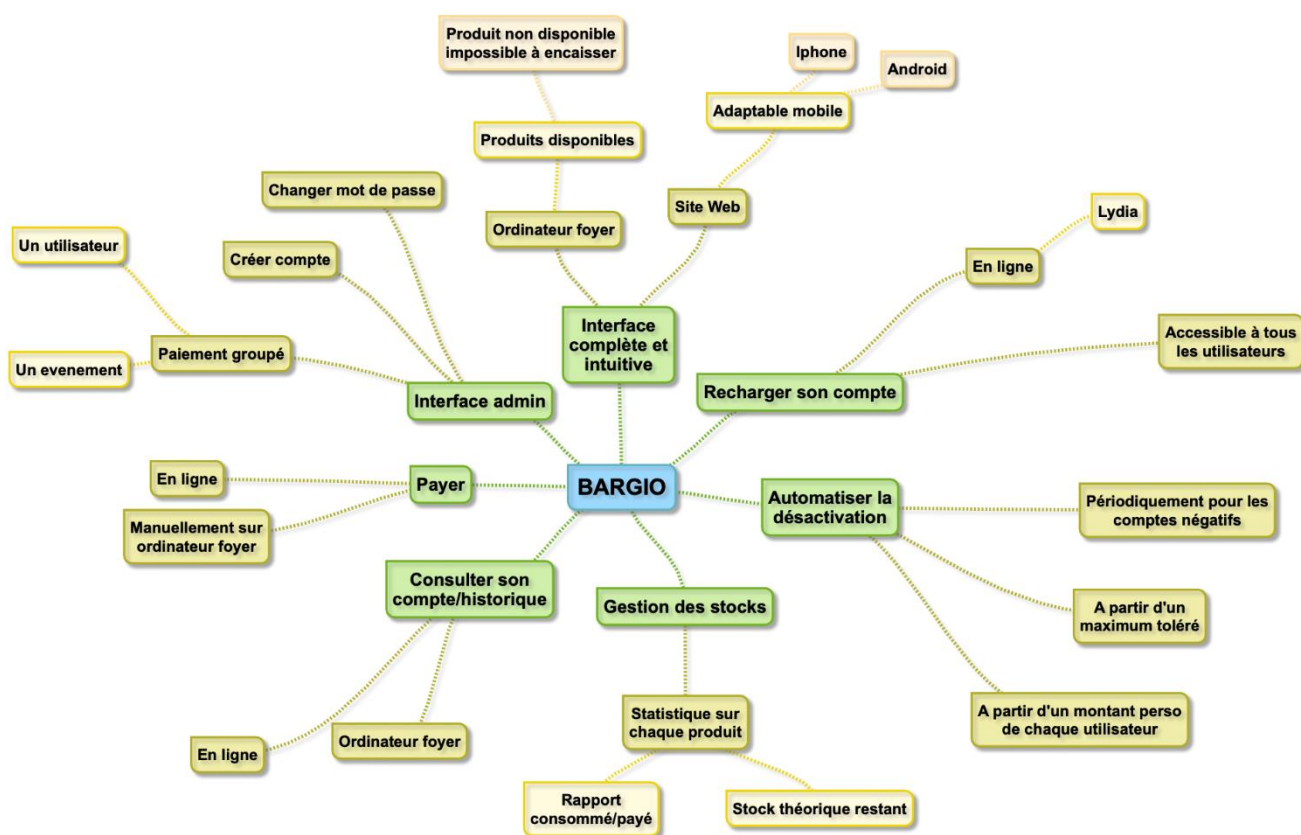 Produit non disponible
impossible à encaisser
Iphone
Android
Adaptable mobile
Produits disponibles
Changer mot de passe
Site Web
Lydia
Ordinateur foyer
Un utilisateur
Créer compte
En ligne
Interface
complète et
intuitive
Accessible à tous
les utilisateurs
Paiement groupé
Un evenement
Interface admin
Recharger son compte
En ligne
Payer
BARGIO
Automatiser la
désactivation
Périodiquement pour les
comptes négatifs
Manuellement sur
ordinateur foyer
Consulter son
compte/historique
Gestion des stocks
A partir d'un
maximum toléré
Statistique sur
chaque produit
A partir d'un montant perso
de chaque utilisateur
En ligne
Ordinateur foyer
Rapport
consommé/payé
Stock théorique restant